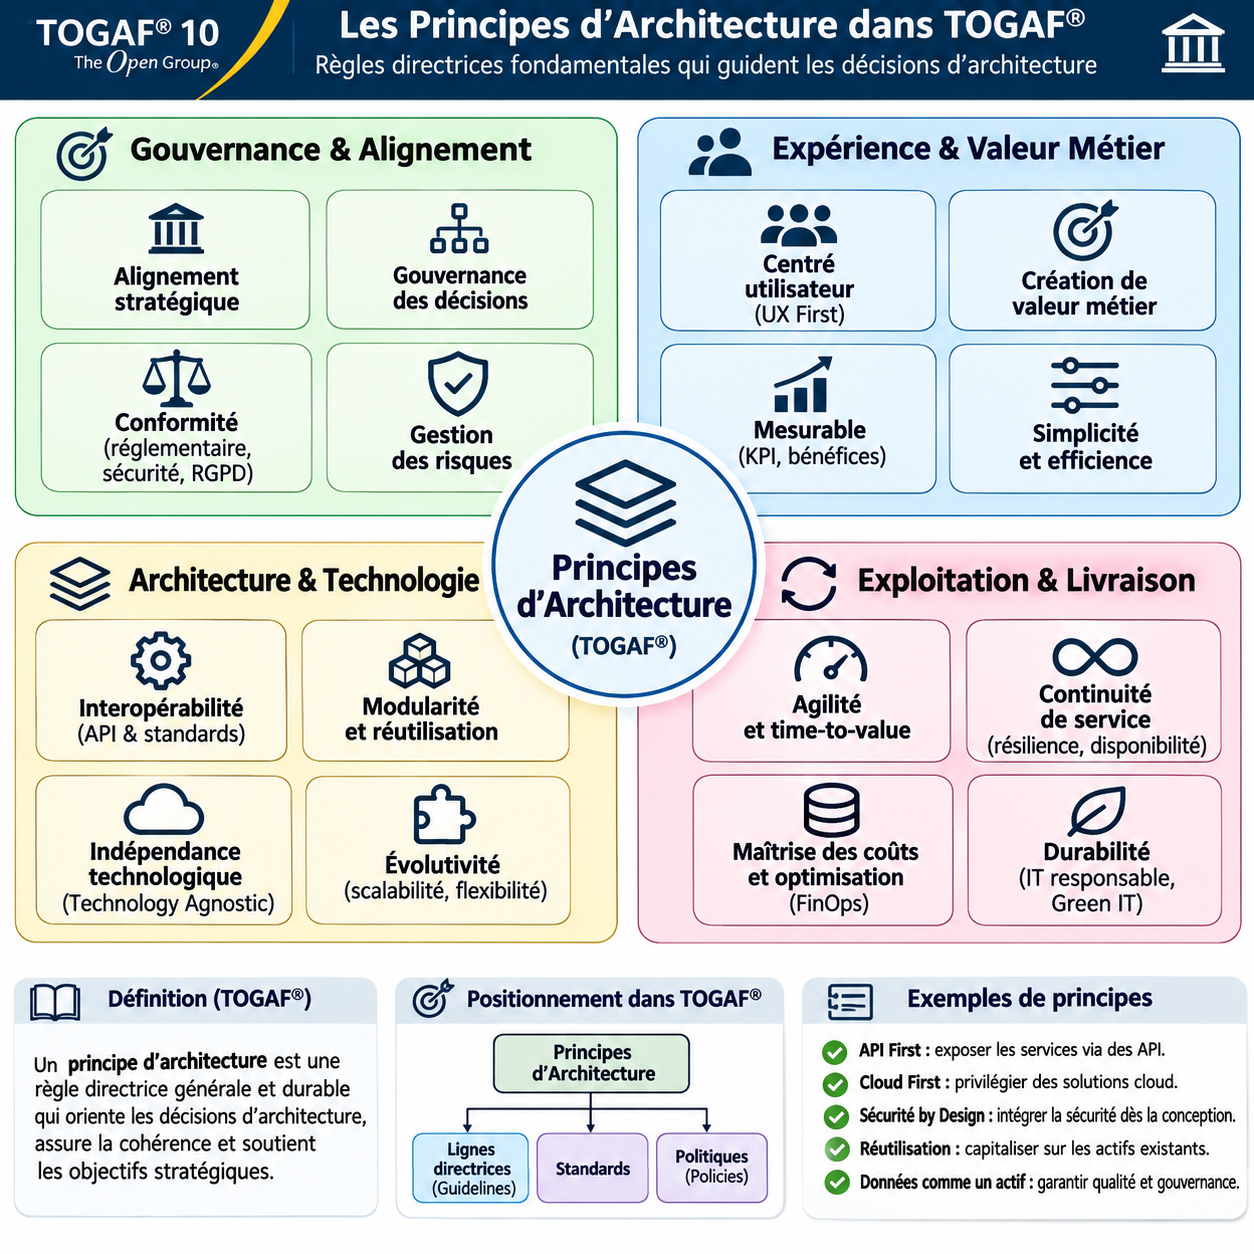 TOGAF® 10
The Open Group®
Les Principes d’Architecture dans TOGAF®
Règles directrices fondamentales qui guident les décisions d’architecture
Gouvernance & Alignement
Alignement
stratégique
Gouvernance
des décisions
Conformité
(réglementaire,
sécurité, RGPD)
Gestion
des risques
Expérience & Valeur Métier
Centré
utilisateur
(UX First)
Création de
valeur métier
Mesurable
(KPI, bénéfices)
Simplicité
et efficience
Principes
d’Architecture
(TOGAF®)
Architecture & Technologie
Interopérabilité
(API & standards)
Modularité
et réutilisation
Indépendance
technologique
(Technology Agnostic)
Évolutivité
(scalabilité, flexibilité)
Exploitation & Livraison
Agilité
et time-to-value
Continuité
de service
(résilience, disponibilité)
Maîtrise des coûts
et optimisation
(FinOps)
Durabilité
(IT responsable,
Green IT)
Définition (TOGAF®)
Un principe d’architecture est une
règle directrice générale et durable
qui oriente les décisions d’architecture,
assure la cohérence et soutient
les objectifs stratégiques.
Positionnement dans TOGAF®
Principes
d’Architecture
Lignes
directrices
(Guidelines)
Standards
Politiques
(Policies)
Exemples de principes
API First : exposer les services via des API.
Cloud First : privilégier des solutions cloud.
Sécurité by Design : intégrer la sécurité dès la conception.
Réutilisation : capitaliser sur les actifs existants.
Données comme un actif : garantir qualité et gouvernance.